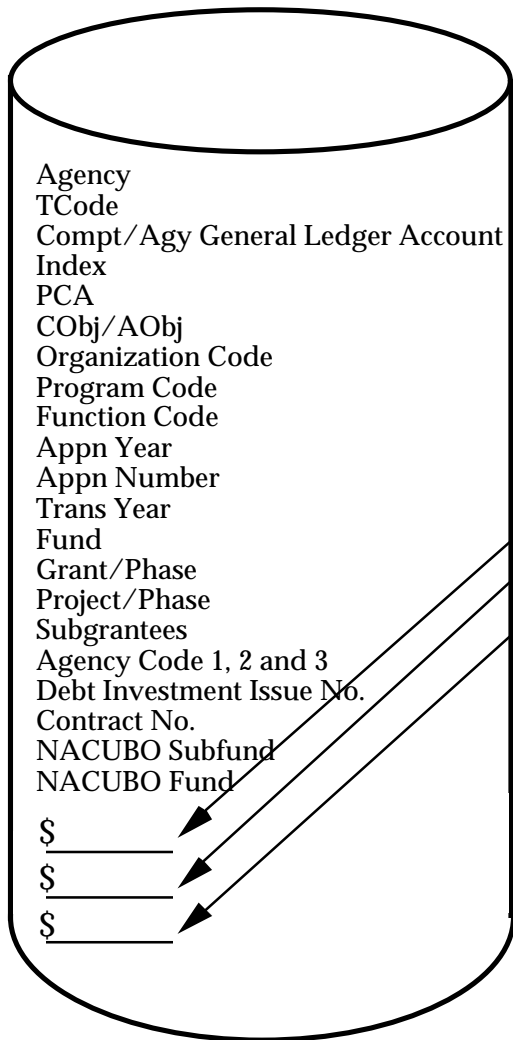 Agency
TCode
Compt/Agy General Ledger Account
Index
PCA
CObj/AObj
Organization Code
Program Code
Function Code
Appn Year
Appn Number
Trans Year
Fund
Grant/Phase
Project/Phase
Subgrantees
Agency Code 1, 2 and 3
Debt Investment Issue No.
Contract No.
NACUBO Subfund
NACUBO Fund
$
$
$